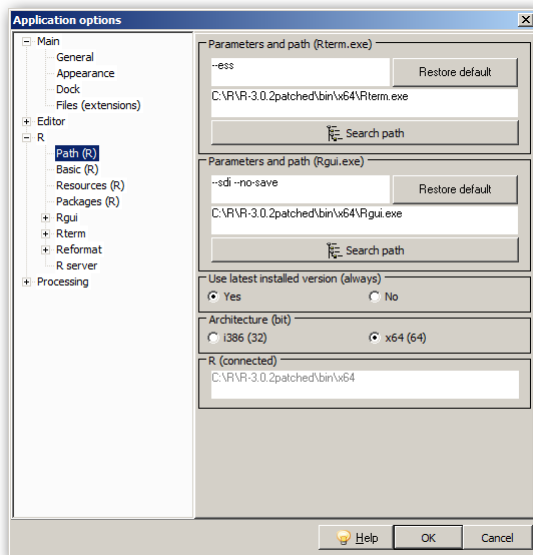 Application options
Main
General
Appearance
Dock
Files (extensions)
Editor
R
Path (R)
Basic (R)
Resources (R)
Packages (R)
Rgui
Rterm
Reformat
R server
Processing
Parameters and path (Rterm.exe)
--ess
Restore default
C:\R\R-3.0.2patched\bin\x64\Rterm.exe
Search path
Parameters and path (Rgui.exe)
--sdi --no-save
Restore default
C:\R\R-3.0.2patched\bin\x64\Rgui.exe
Search path
Use latest installed version (always)
Yes No
Architecture (bit)
i386 (32) x64 (64)
R (connected)
C:\R\R-3.0.2patched\bin\x64
Help OK Cancel